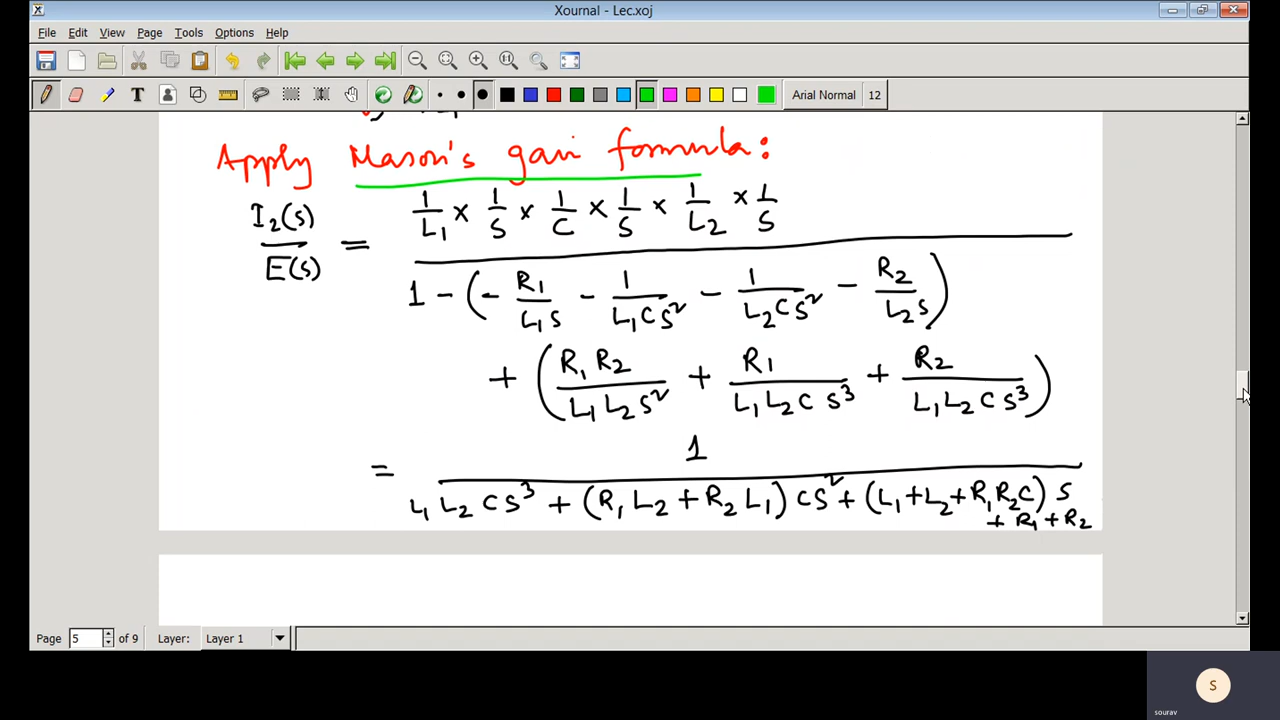 Xournal - Lec.xoj
File Edit View Page Tools Options Help
Arial Normal 12
Apply Mason's gain formula:
I₂(s)/E(s) = (1/L₁ × 1/S × 1/C × 1/S × 1/L₂ × 1/S) /
1 - (- R₁/L₁S - 1/L₁CS² - 1/L₂CS² - R₂/L₂S)
+ (R₁R₂/L₁L₂S² + R₁/L₁L₂CS³ + R₂/L₁L₂CS³)
= 1 /
L₁L₂CS³ + (R₁L₂ + R₂L₁)CS² + (L₁+L₂+R₁R₂C)S
+ R₁+R₂
Page 5 of 9 Layer: Layer 1
S
sourav